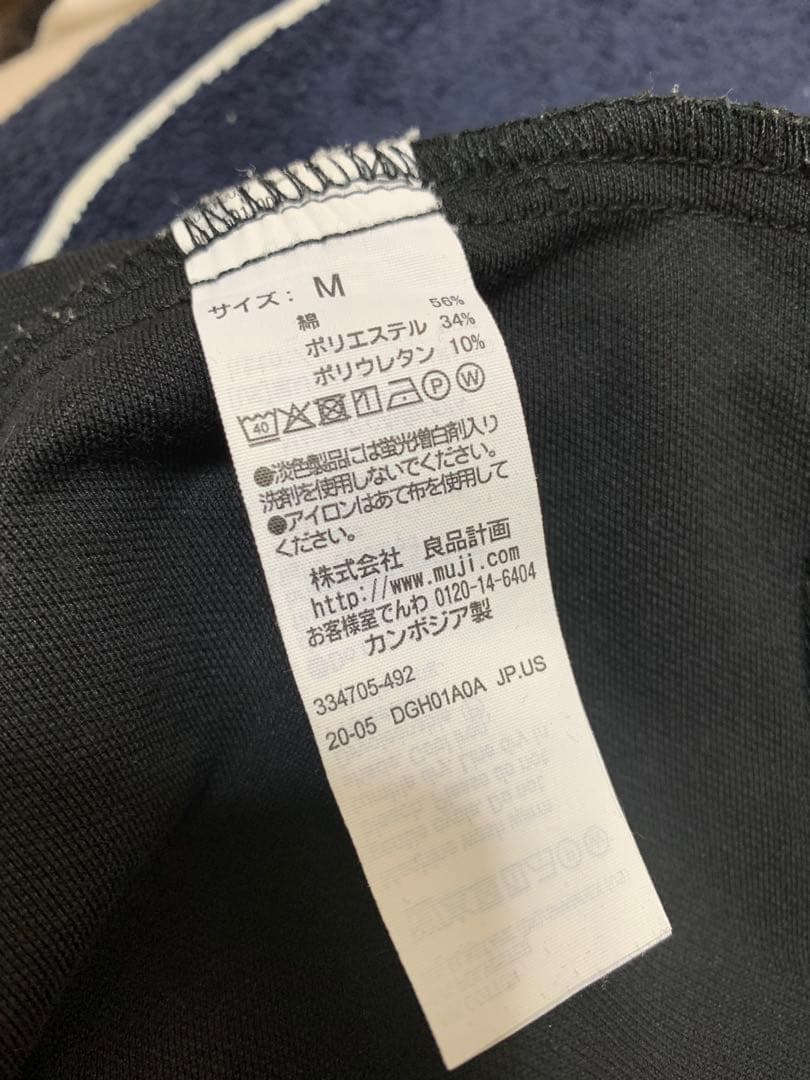 サイズ： M
綿 56%
ポリエステル 34%
ポリウレタン 10%
40 P W
●淡色製品には蛍光増白剤入り
洗剤を使用しないでください。
●アイロンはあて布を使用して
ください。
株式会社 良品計画
http://www.muji.com
お客様室でんわ 0120-14-6404
カンボジア製
334705-492
20-05 DGH01A0A JP.US